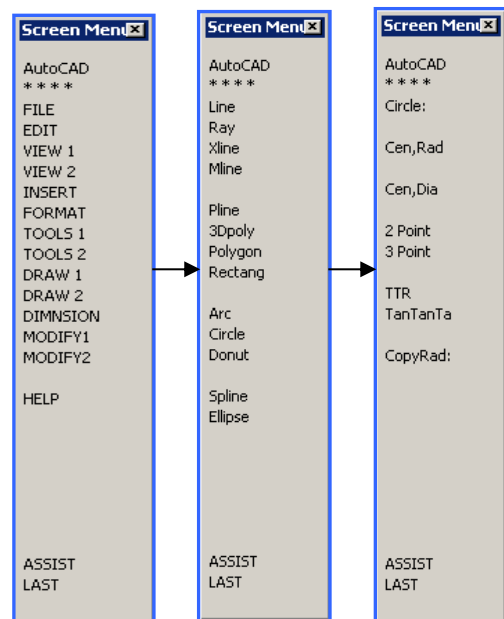 Screen Menu
AutoCAD
* * * *
FILE
EDIT
VIEW 1
VIEW 2
INSERT
FORMAT
TOOLS 1
TOOLS 2
DRAW 1
DRAW 2
DIMNSION
MODIFY1
MODIFY2
HELP
ASSIST
LAST
Screen Menu
AutoCAD
* * * *
Line
Ray
Xline
Mline
Pline
3Dpoly
Polygon
Rectang
Arc
Circle
Donut
Spline
Ellipse
ASSIST
LAST
Screen Menu
AutoCAD
* * * *
Circle:
Cen,Rad
Cen,Dia
2 Point
3 Point
TTR
TanTanTa
CopyRad:
ASSIST
LAST